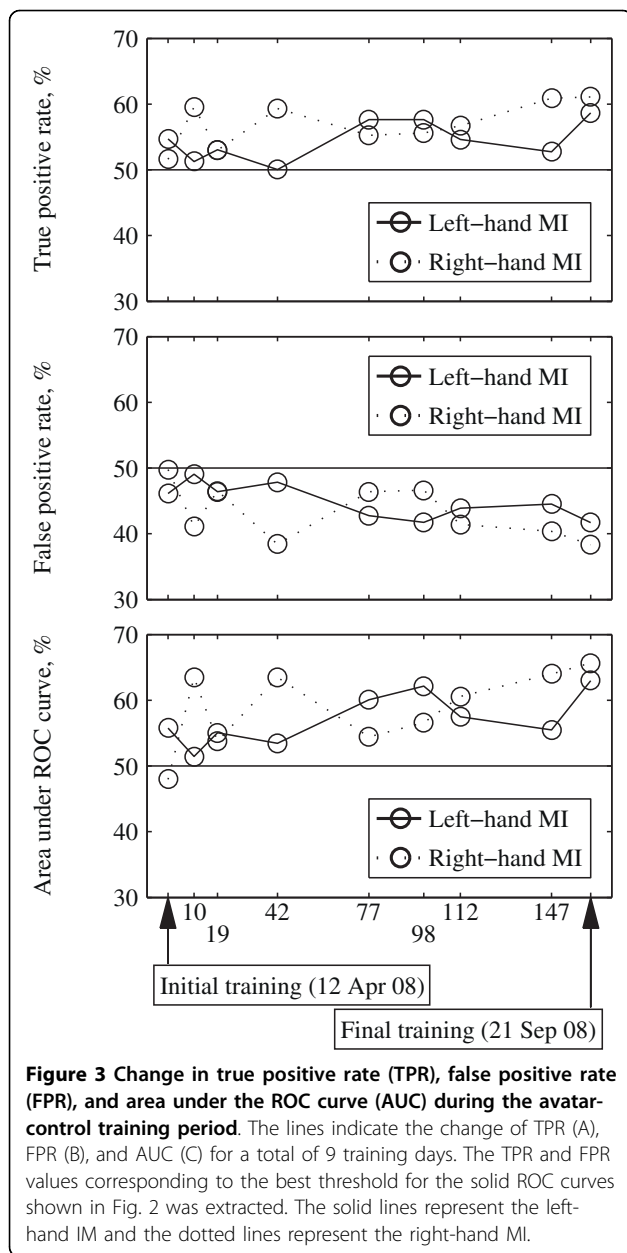 70
60
50
40
30
True positive rate, %
Left-hand MI
Right-hand MI
70
60
50
40
30
False positive rate, %
Left-hand MI
Right-hand MI
70
60
50
40
30
Area under ROC curve, %
Left-hand MI
Right-hand MI
10 42 77 112 147
19 98
Initial training (12 Apr 08)
Final training (21 Sep 08)
Figure 3 Change in true positive rate (TPR), false positive rate
(FPR), and area under the ROC curve (AUC) during the avatar-
control training period. The lines indicate the change of TPR (A),
FPR (B), and AUC (C) for a total of 9 training days. The TPR and FPR
values corresponding to the best threshold for the solid ROC curves
shown in Fig. 2 was extracted. The solid lines represent the left-
hand IM and the dotted lines represent the right-hand MI.